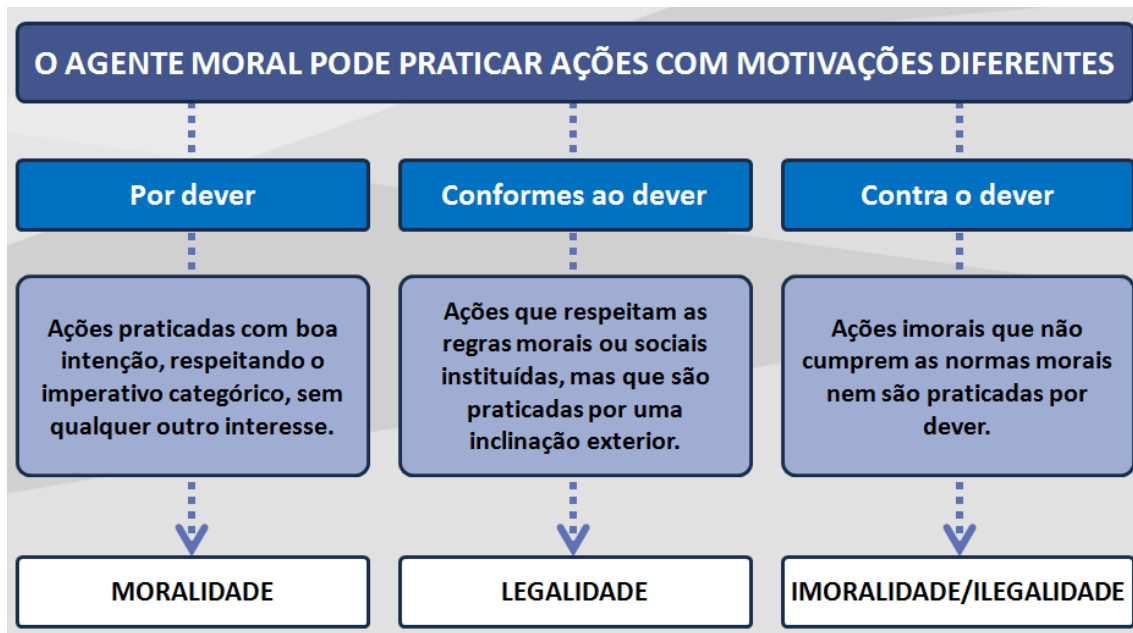 O AGENTE MORAL PODE PRATICAR AÇÕES COM MOTIVAÇÕES DIFERENTES
Por dever
Conformes ao dever
Contra o dever
Ações praticadas com boa
intenção, respeitando o
imperativo categórico, sem
qualquer outro interesse.
Ações que respeitam as
regras morais ou sociais
instituídas, mas que são
praticadas por uma
inclinação exterior.
Ações imorais que não
cumprem as normas morais
nem são praticadas por
dever.
MORALIDADE
LEGALIDADE
IMORALIDADE/ILEGALIDADE